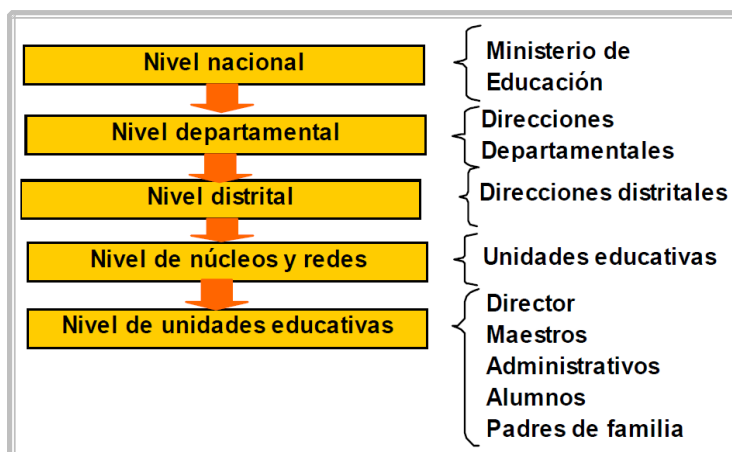 Nivel nacional
Ministerio de
Educación
Nivel departamental
Direcciones
Departamentales
Nivel distrital
Direcciones distritales
Nivel de núcleos y redes
Unidades educativas
Nivel de unidades educativas
Director
Maestros
Administrativos
Alumnos
Padres de familia